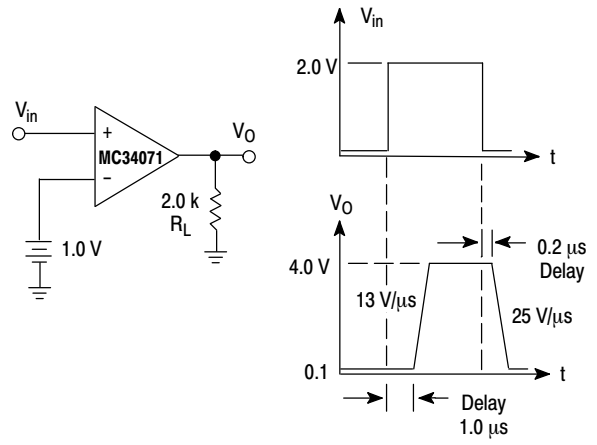 Vin
MC34071
+
−
VO
2.0 k
RL
1.0 V
Vin
2.0 V
t
VO
4.0 V
13 V/μs
25 V/μs
0.2 μs
Delay
0.1
t
Delay
1.0 μs